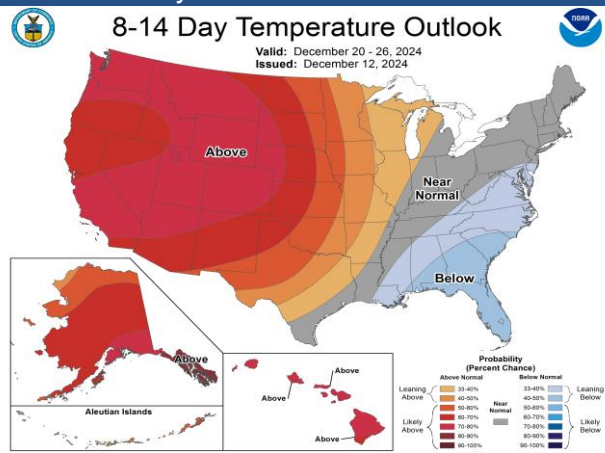 8-14 Day Temperature Outlook
Valid: December 20 - 26, 2024
Issued: December 12, 2024
NOAA
Above
Near
Normal
Below
Above
Aleutian Islands
Above
Above
Above
Probability
(Percent Chance)
Above Normal Below Normal
Leaning Above
33-40%
40-50%
Likely Above
50-60%
60-70%
70-80%
80-90%
90-100%
Near Normal
33-40%
40-50%
Leaning Below
50-60%
60-70%
70-80%
80-90%
90-100%
Likely Below